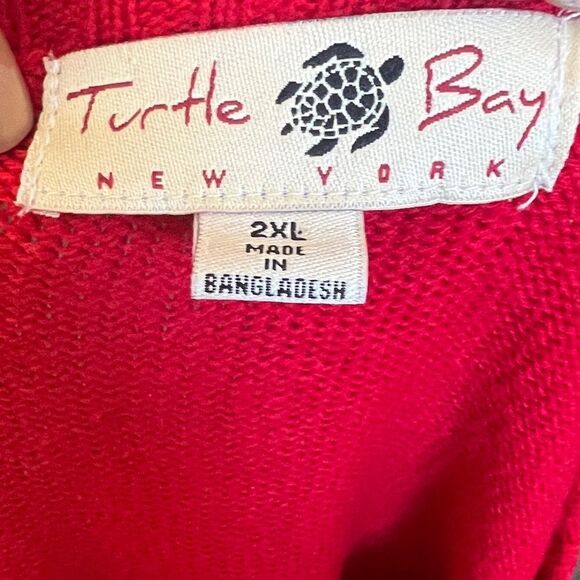 Turtle Bay
NEW YORK
2XL
MADE
IN
BANGLADESH